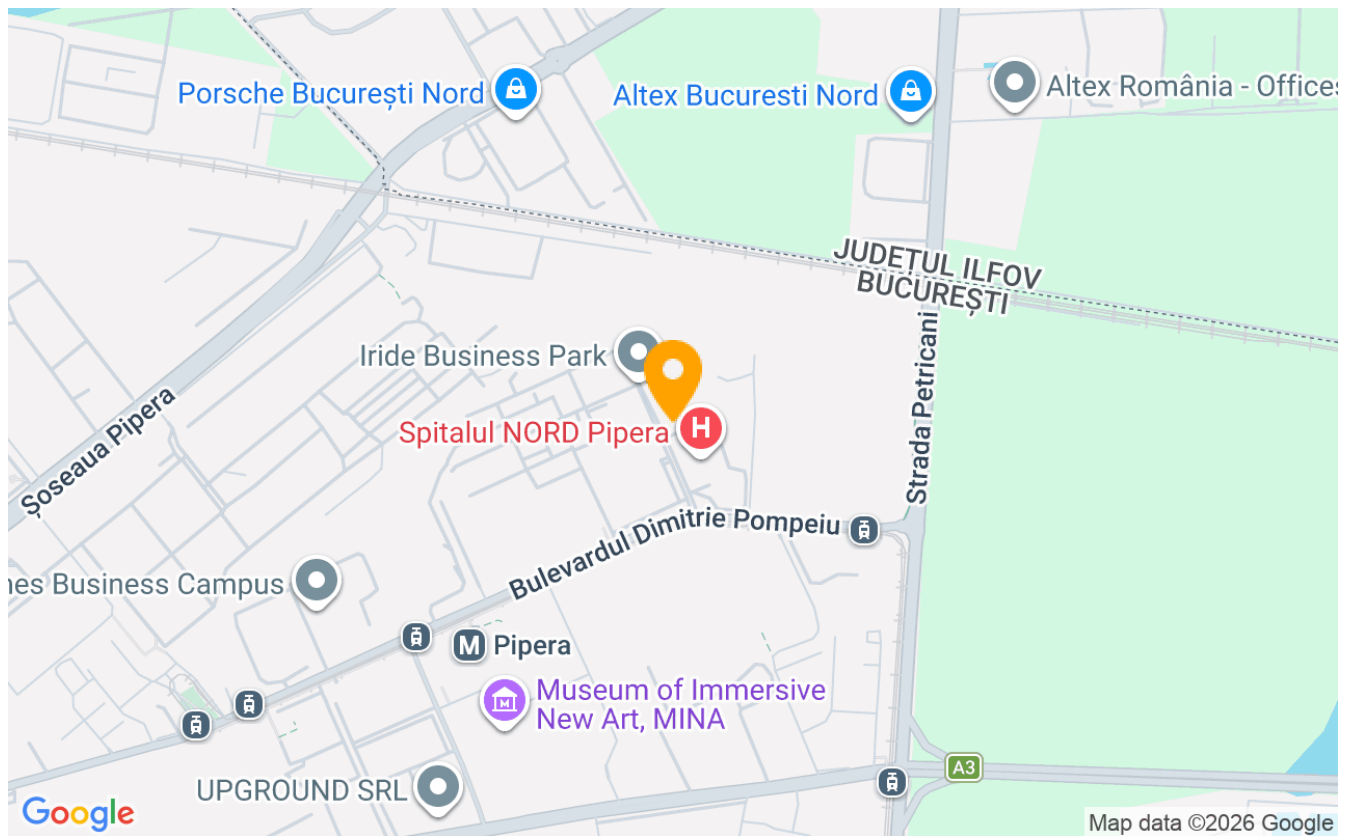 Porsche București Nord
Altex Bucuresti Nord
Altex România - Offices
JUDEȚUL ILFOV
BUCUREȘTI
Iride Business Park
Șoseaua Pipera
Spitalul NORD Pipera
H
Strada Petricani
Bulevardul Dimitrie Pompeiu
nes Business Campus
M Pipera
Museum of Immersive
New Art, MINA
A3
UPGROUND SRL
Google
Map data ©2026 Google